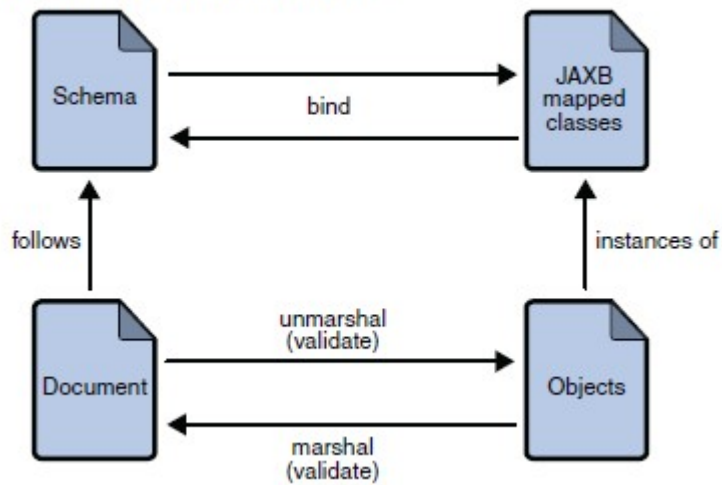 Schema
JAXB
mapped
classes
bind
follows
instances of
unmarshal
(validate)
Document
Objects
marshal
(validate)